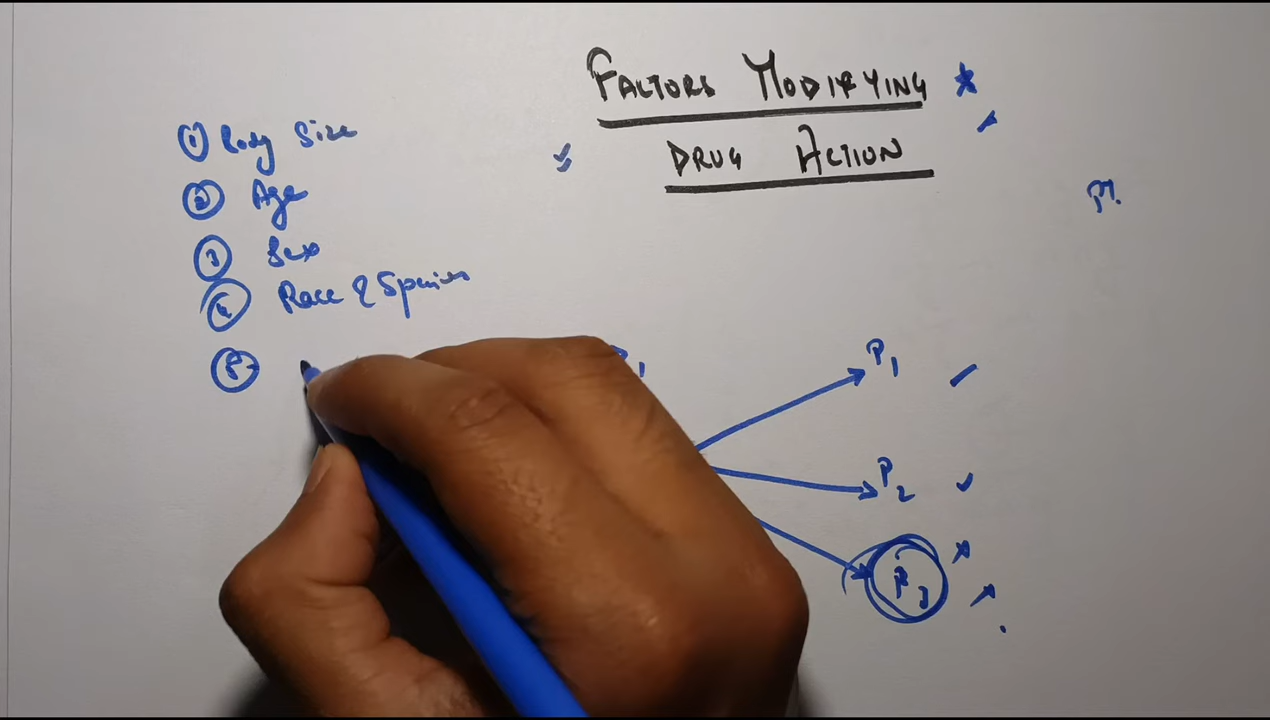 FACTORS MODIFYING
DRUG ACTION
① Body Size
② Age
③ Sex
④ Race & Species
⑤
P1
P2
P3